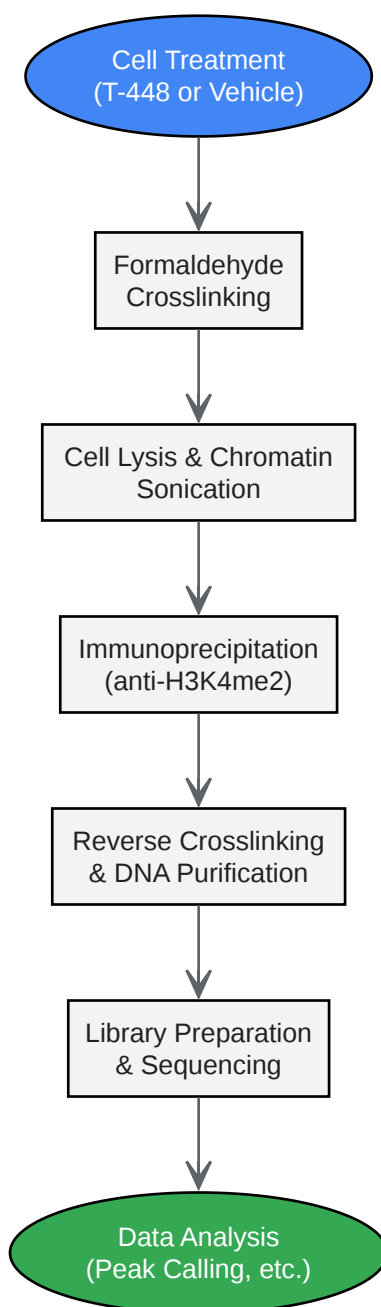 Cell Treatment
(T-448 or Vehicle)
Formaldehyde
Crosslinking
Cell Lysis & Chromatin
Sonication
Immunoprecipitation
(anti-H3K4me2)
Reverse Crosslinking
& DNA Purification
Library Preparation
& Sequencing
Data Analysis
(Peak Calling, etc.)